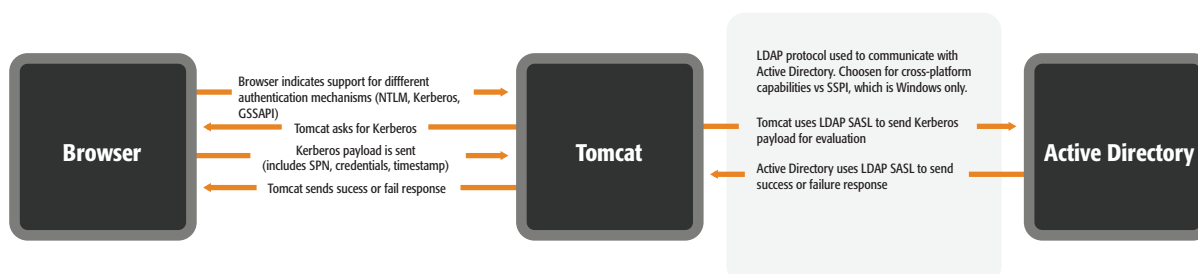 Browser
Browser indicates support for diffferent
authentication mechanisms (NTLM, Kerberos,
GSSAPI)
Tomcat asks for Kerberos
Kerberos payload is sent
(includes SPN, credentials, timestamp)
Tomcat sends sucess or fail response
Tomcat
LDAP protocol used to communicate with
Active Directory. Choosen for cross-platform
capabilities vs SSPI, which is Windows only.
Tomcat uses LDAP SASL to send Kerberos
payload for evaluation
Active Directory uses LDAP SASL to send
success or failure response
Active Directory